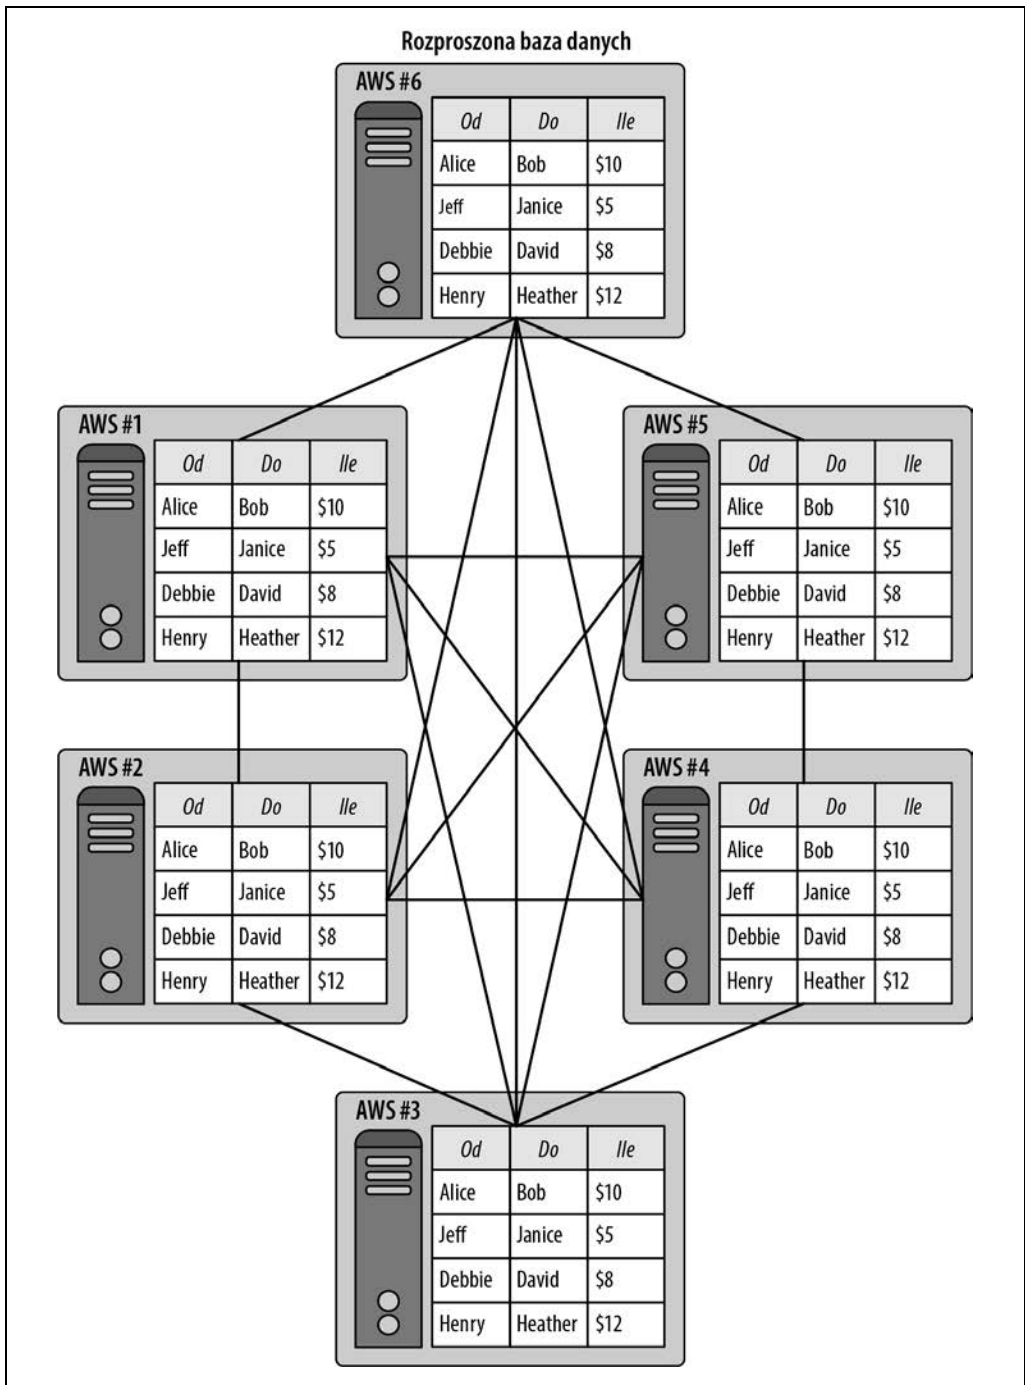 Rozproszona baza danych
AWS #6
Od Do Ile
Alice Bob $10
Jeff Janice $5
Debbie David $8
Henry Heather $12
AWS #1
Od Do Ile
Alice Bob $10
Jeff Janice $5
Debbie David $8
Henry Heather $12
AWS #5
Od Do Ile
Alice Bob $10
Jeff Janice $5
Debbie David $8
Henry Heather $12
AWS #2
Od Do Ile
Alice Bob $10
Jeff Janice $5
Debbie David $8
Henry Heather $12
AWS #4
Od Do Ile
Alice Bob $10
Jeff Janice $5
Debbie David $8
Henry Heather $12
AWS #3
Od Do Ile
Alice Bob $10
Jeff Janice $5
Debbie David $8
Henry Heather $12